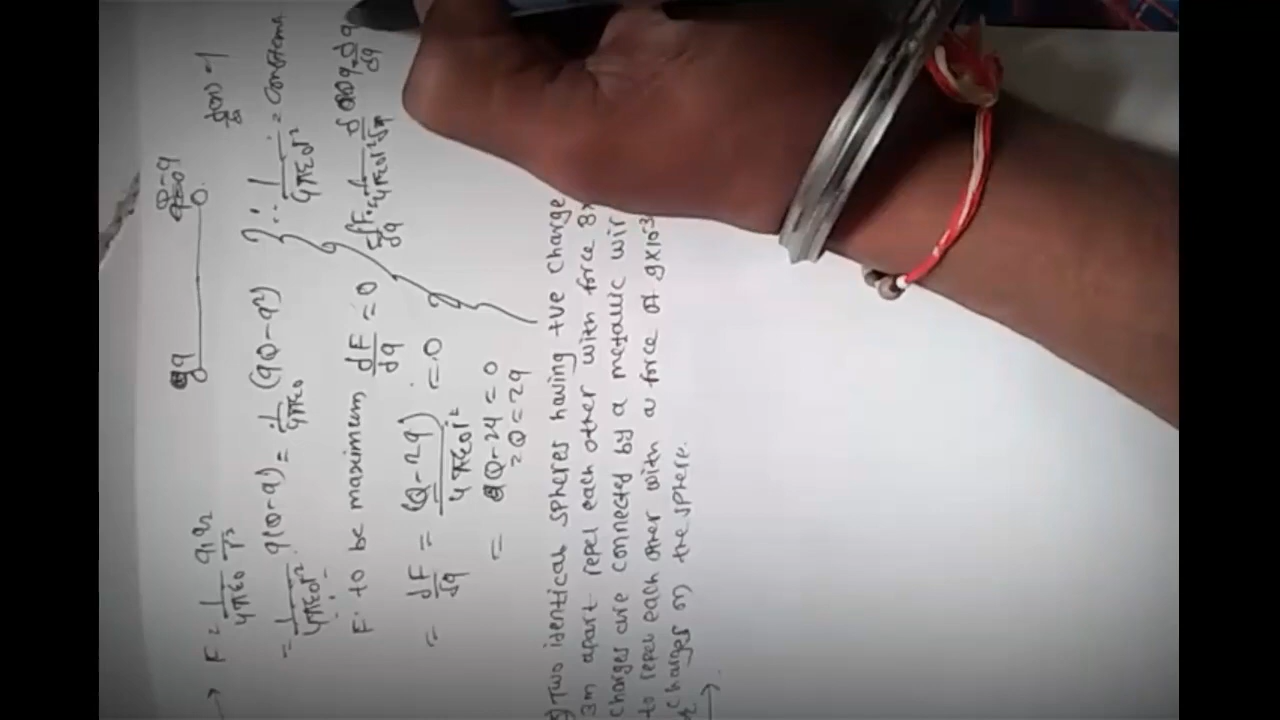 q Q-q
→ F = 1/4πε₀ q₁q₂/r²
= 1/4πε₀r² q(Q-q) = 1/4πε₀ (qQ-q²) ∵ 1/4πε₀r² = constant
F. to be maximum, dF/dq = 0
= dF/dq = (Q-2q)/4πε₀r² = 0
= Q-2q = 0
= Q = 2q
Two identical spheres having +ve charge
3m apart repel each other with force 8×
charges are connected by a metallic wir
to repel each other with a force of 9×10⁻³
charges on the sphere.
→